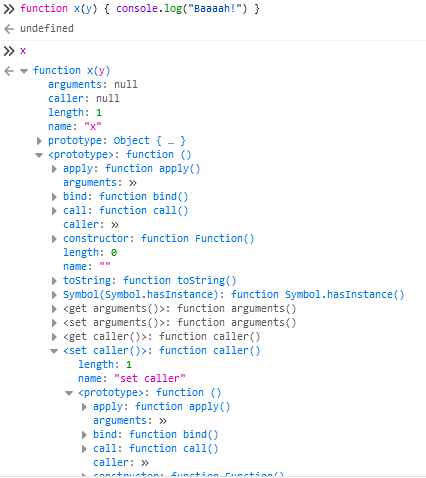 function x(y) { console.log("Baaaah!") }
undefined
x
function x(y)
arguments: null
caller: null
length: 1
name: "x"
prototype: Object { … }
<prototype>: function ()
apply: function apply()
arguments: »
bind: function bind()
call: function call()
caller: »
constructor: function Function()
length: 0
name: ""
toString: function toString()
Symbol(Symbol.hasInstance): function Symbol.hasInstance()
<get arguments()>: function arguments()
<set arguments()>: function arguments()
<get caller()>: function caller()
<set caller()>: function caller()
length: 1
name: "set caller"
<prototype>: function ()
apply: function apply()
arguments: »
bind: function bind()
call: function call()
caller: »
constructor: function Function()